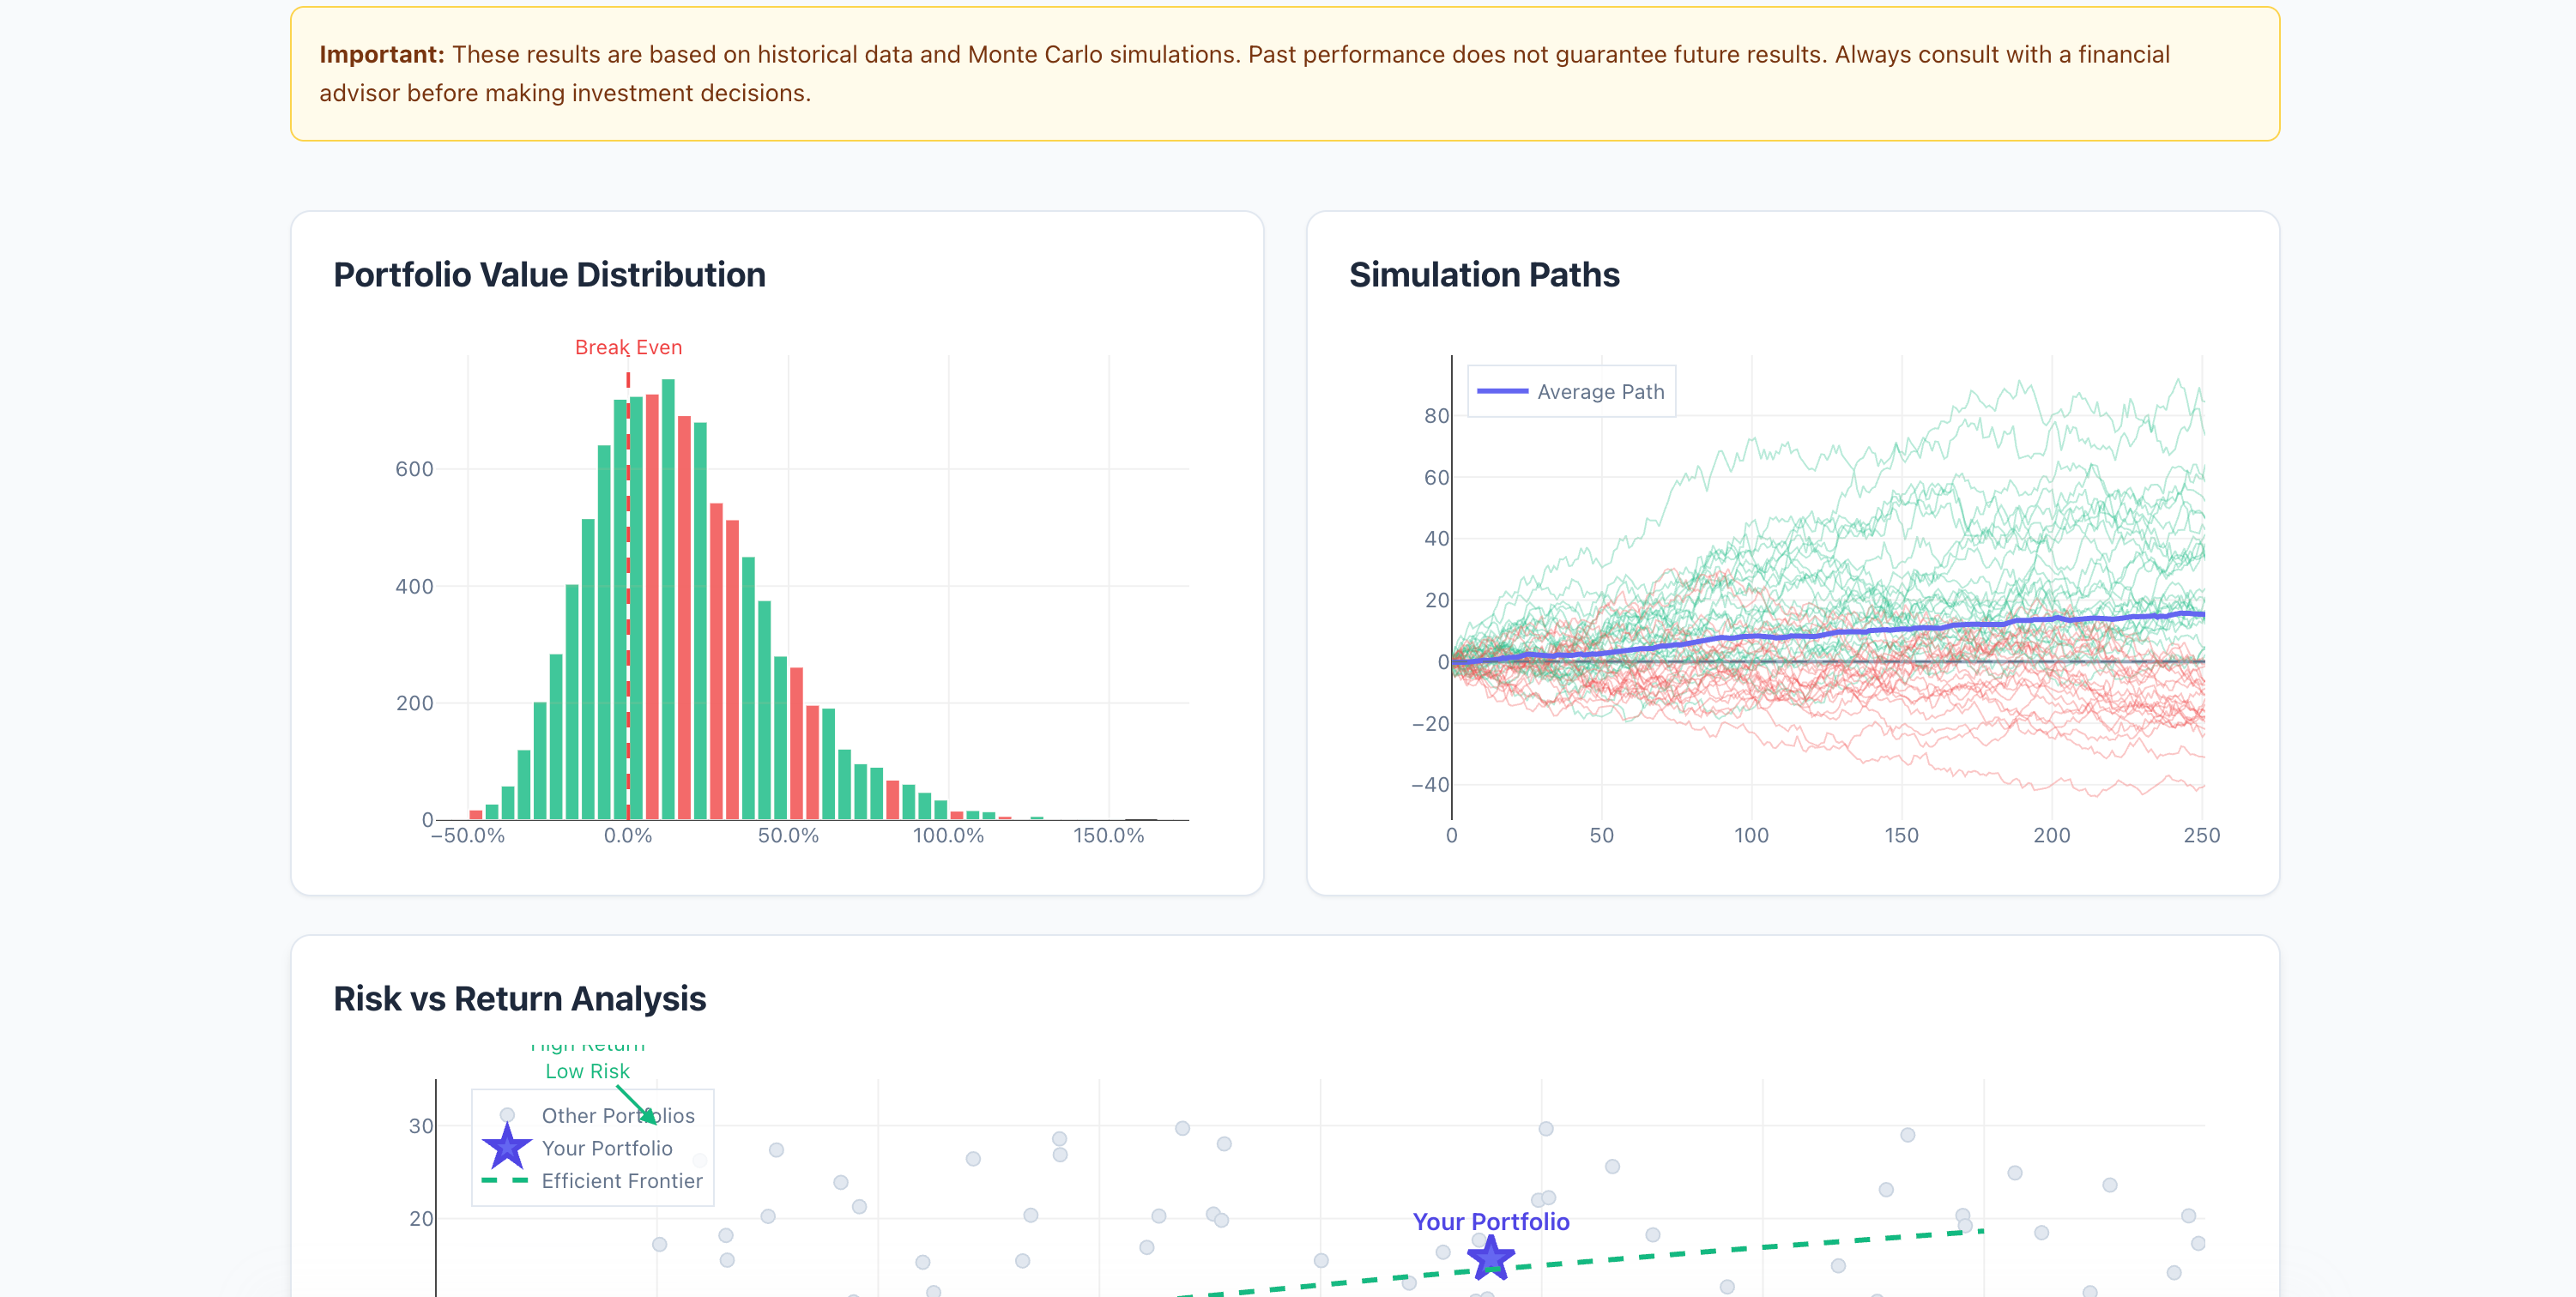 Important: These results are based on historical data and Monte Carlo simulations. Past performance does not guarantee future results. Always consult with a financial
advisor before making investment decisions.
Portfolio Value Distribution
Break Even
600
400
200
0
−50.0%
0.0%
50.0%
100.0%
150.0%
Simulation Paths
Average Path
80
60
40
20
0
−20
−40
0
50
100
150
200
250
Risk vs Return Analysis
High Return
Low Risk
Other Portfolios
Your Portfolio
Efficient Frontier
30
20
Your Portfolio